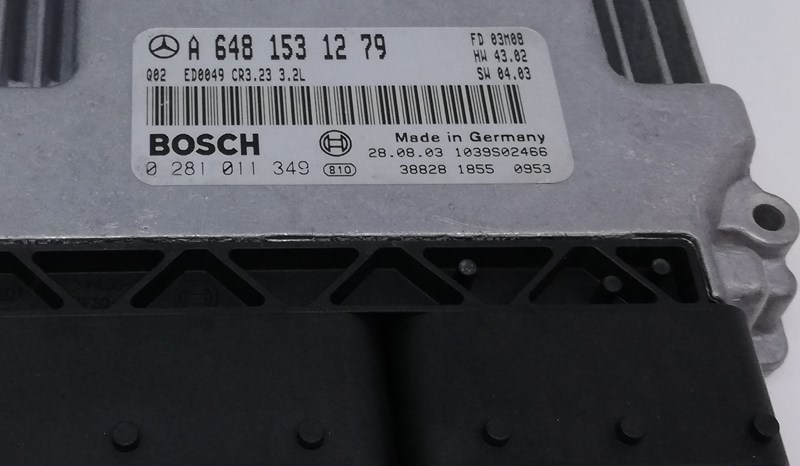 A 648 153 12 79
FD 03M08
HW 43.02
Q02 ED0049 CR3.23 3.2L
SW 04.03
BOSCH
Made in Germany
28.08.03 1039S02466
0 281 011 349 810
38828 1855 0953